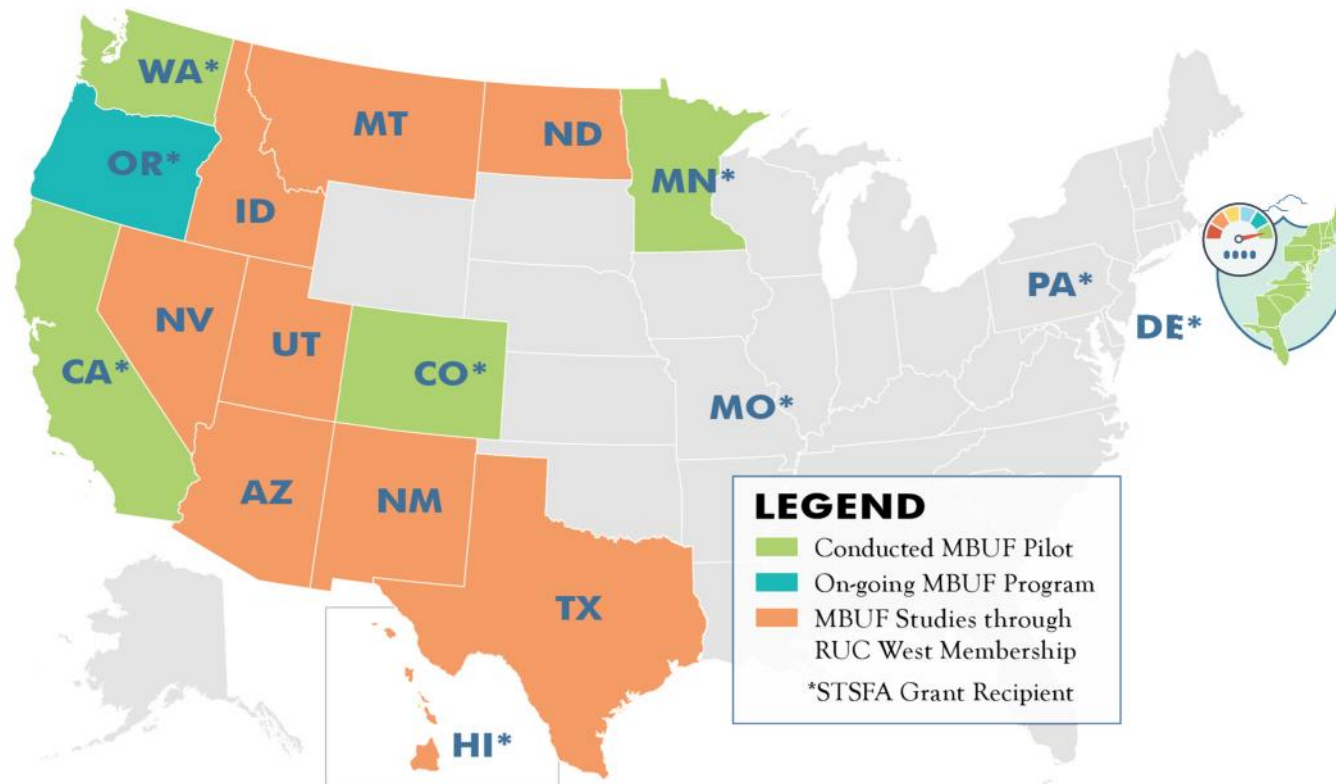 WA*
MT
ND
OR*
MN*
ID
PA*
NV
DE*
UT
CA*
CO*
MO*
AZ
NM
TX
HI*
LEGEND
Conducted MBUF Pilot
On-going MBUF Program
MBUF Studies through
RUC West Membership
*STSFA Grant Recipient